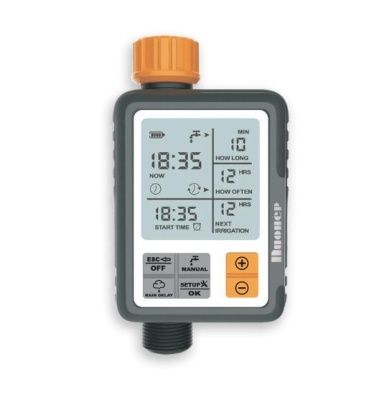 MIN
10
HOW LONG
18:35
NOW
12 HRS
HOW OFTEN
18:35
START TIME
12 HRS
NEXT
IRRIGATION
Diioner
ESC
OFF
MANUAL
RAIN DELAY
SETUP
OK